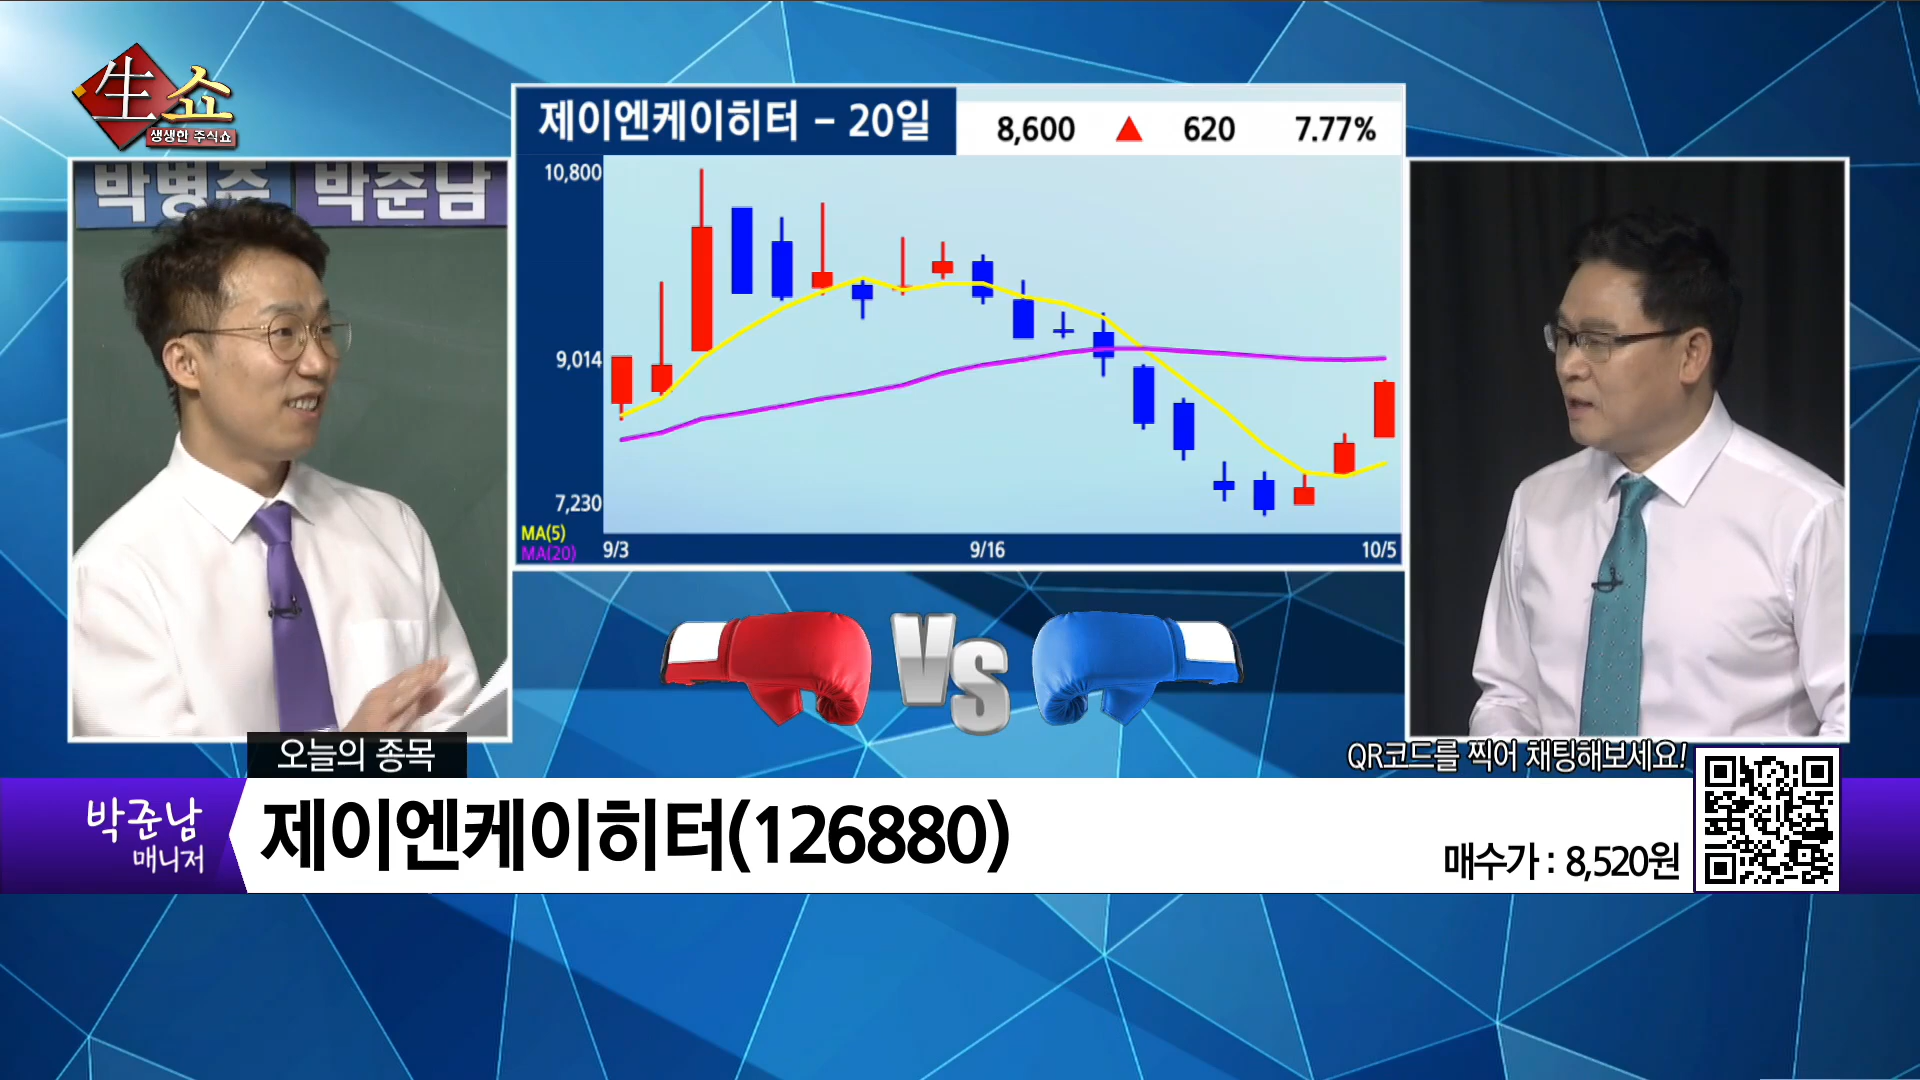 生쇼
생생한 주식쇼
박병주 박준남
제이엔케이히터 - 20일
8,600 ▲ 620 7.77%
10,800
9,014
7,230
MA(5)
MA(20)
9/3 9/16 10/5
VS
오늘의 종목
QR코드를 찍어 채팅해보세요!
박준남
매니저
제이엔케이히터(126880)
매수가 : 8,520원